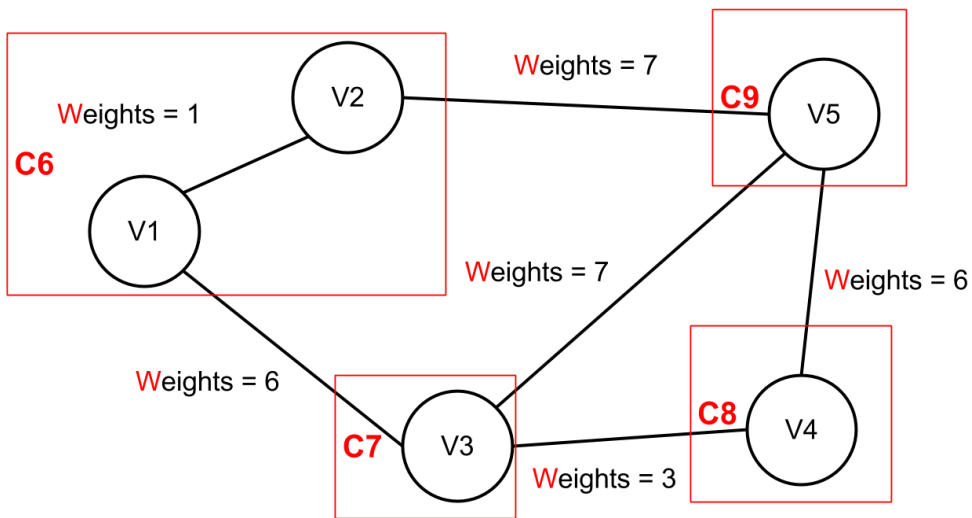 Weights = 7
V2
C9
V5
Weights = 1
C6
V1
Weights = 7
Weights = 6
Weights = 6
C8
C7
V3
V4
Weights = 3